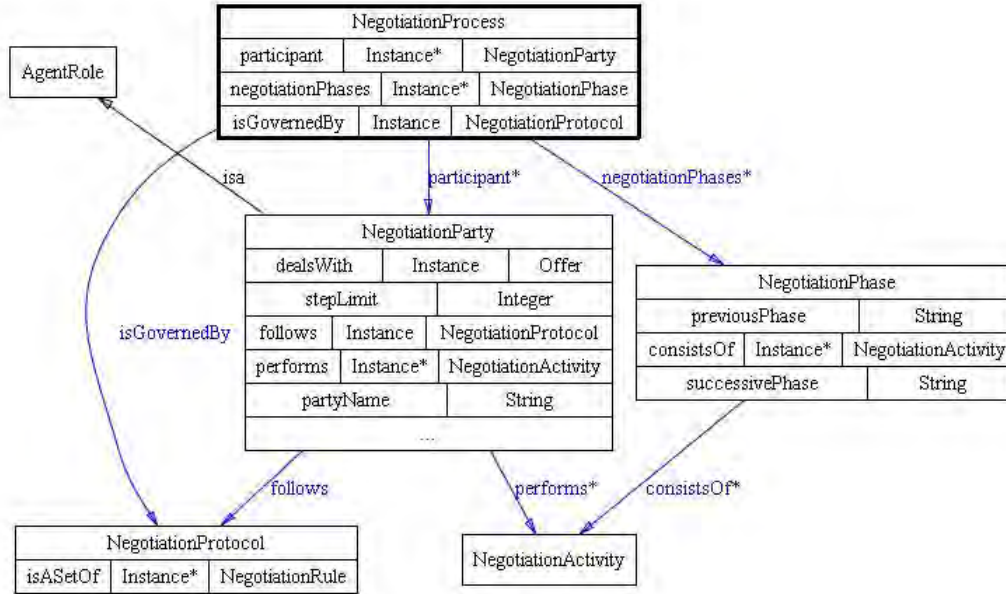 NegotiationProcess
participant Instance* NegotiationParty
negotiationPhases Instance* NegotiationPhase
isGovernedBy Instance NegotiationProtocol
AgentRole
isa
participant*
negotiationPhases*
NegotiationParty
dealsWith Instance Offer
stepLimit Integer
follows Instance NegotiationProtocol
performs Instance* NegotiationActivity
partyName String
...
NegotiationPhase
previousPhase String
consistsOf Instance* NegotiationActivity
successivePhase String
isGovernedBy
follows
performs*
consistsOf*
NegotiationProtocol
isASetOf Instance* NegotiationRule
NegotiationActivity